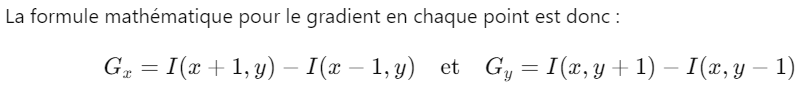 La formule mathématique pour le gradient en chaque point est donc :
G_x = I(x + 1, y) − I(x − 1, y) et G_y = I(x, y + 1) − I(x, y − 1)